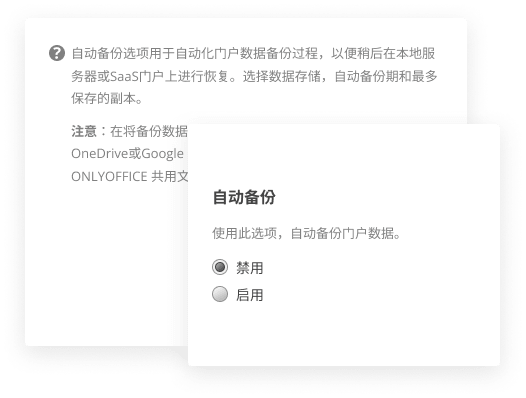 自动备份选项用于自动化门户数据备份过程，以便稍后在本地服
务器或SaaS门户上进行恢复。选择数据存储，自动备份期和最多
保存的副本。
注意：在将备份数据
OneDrive或Google
ONLYOFFICE 共用文
自动备份
使用此选项，自动备份门户数据。
禁用
启用